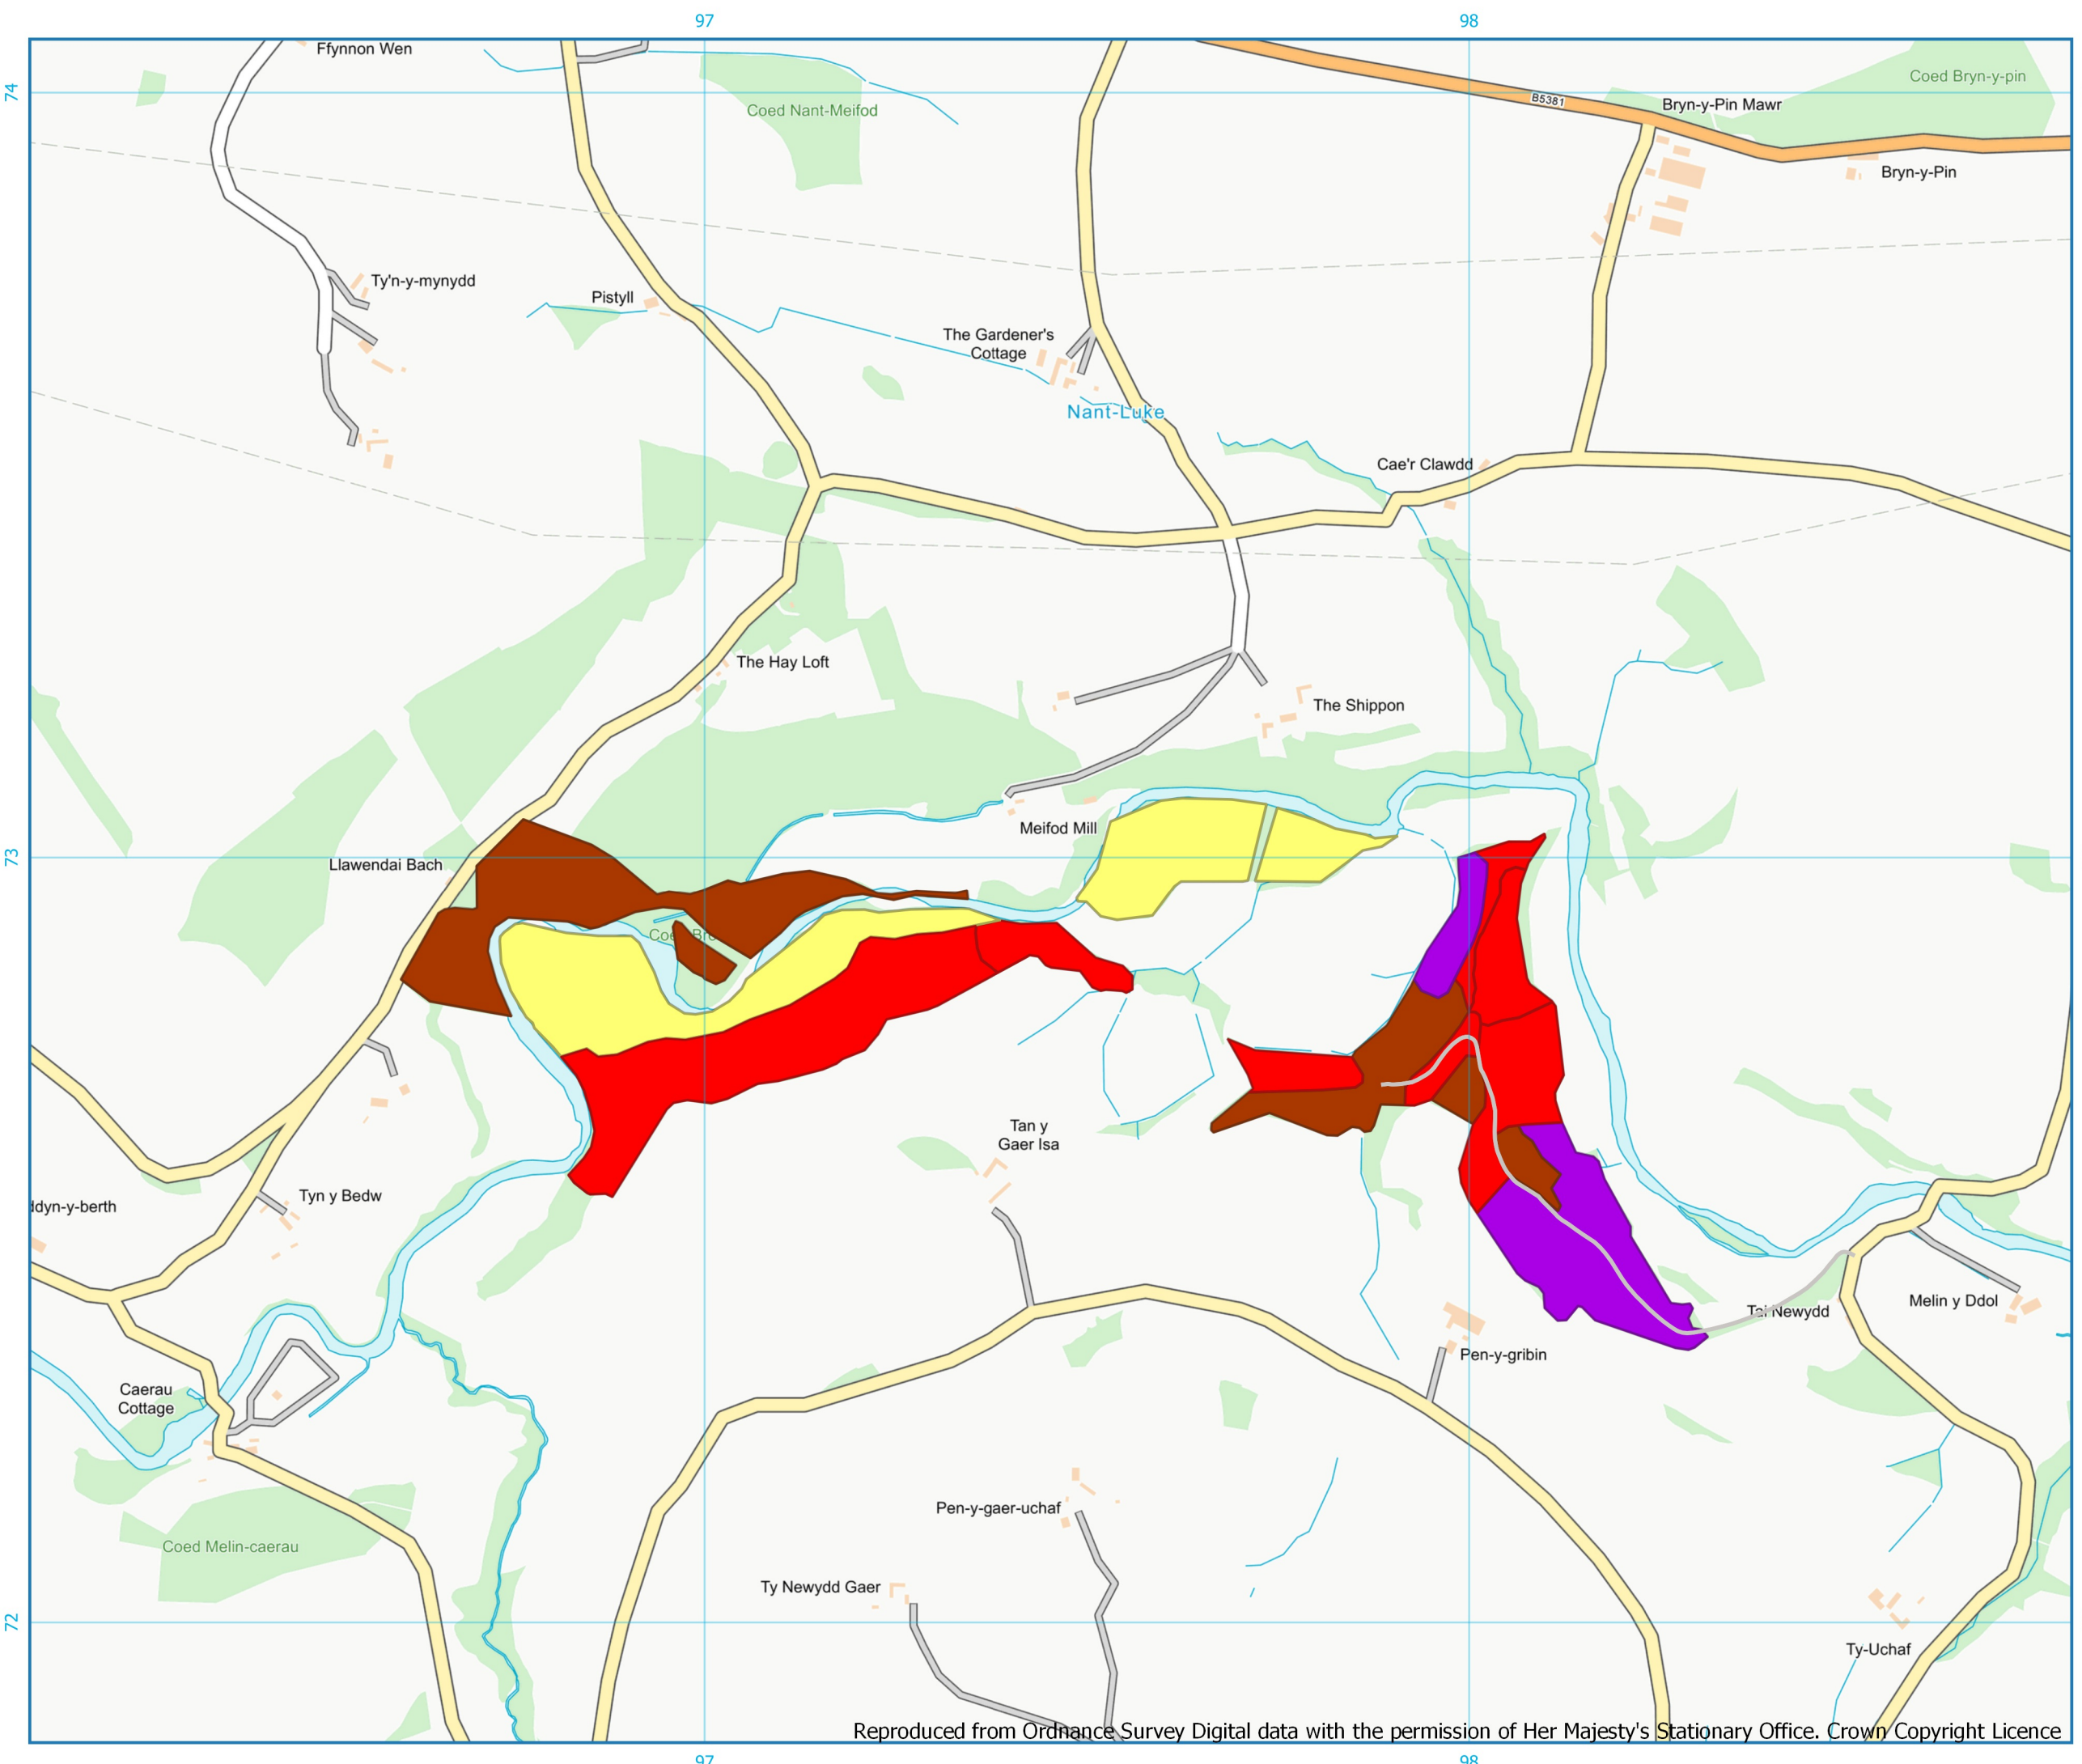 97
98
Ffynnon Wen
74
Coed Bryn-y-pin
B5381
Bryn-y-Pin Mawr
Coed Nant-Meifod
Bryn-y-Pin
Ty'n-y-mynydd
Pistyll
The Gardener's
Cottage
Nant-Luke
Cae'r Clawdd
The Hay Loft
The Shippon
Meifod Mill
73
Llawendai Bach
Tan y
Gaer Isa
Tyn y Bedw
ddyn-y-berth
Melin y Ddol
Tai Newydd
Pen-y-gribin
Caerau
Cottage
Pen-y-gaer-uchaf
Coed Melin-caerau
Ty Newydd Gaer
72
Ty-Uchaf
Reproduced from Ordnance Survey Digital data with the permission of Her Majesty's Stationary Office. Crown Copyright Licence
97
98